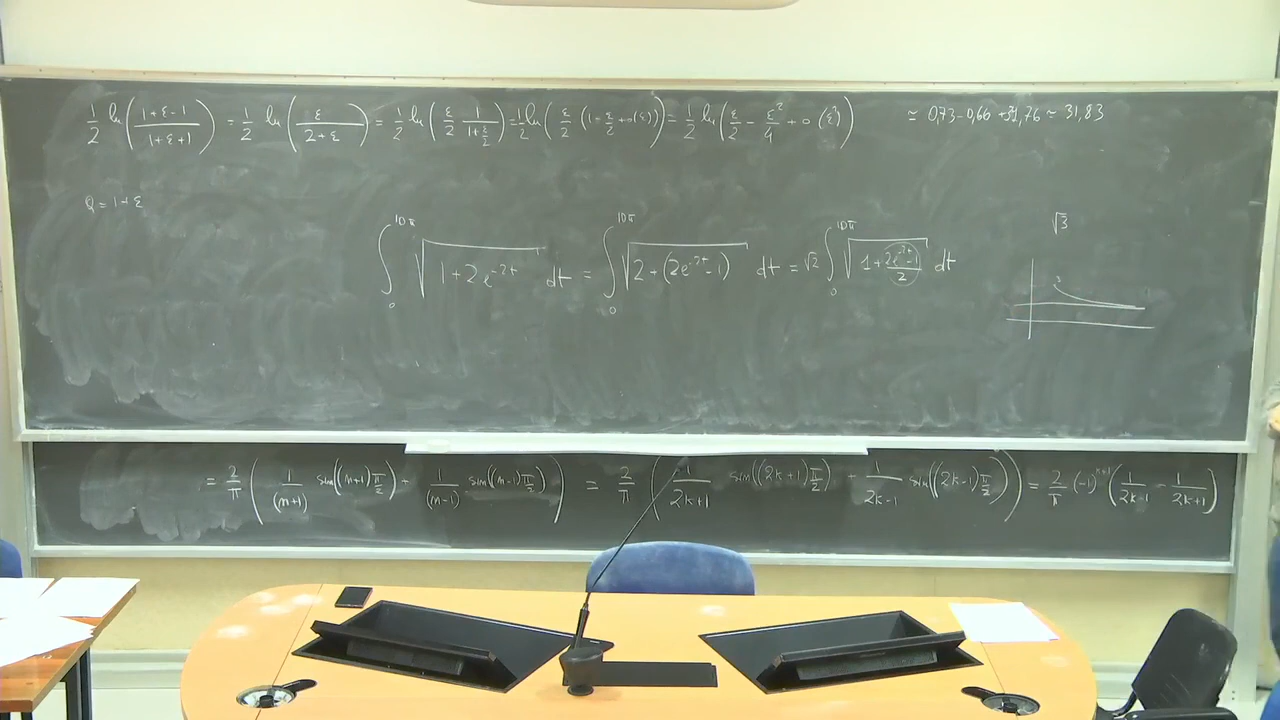 1/2 ln((1+ε-1)/(1+ε+1)) = 1/2 ln(ε/(2+ε)) = 1/2 ln(ε/2 · 1/(1+ε/2)) = 1/2 ln(ε/2 (1-ε/2+o(ε))) = 1/2 ln(ε/2 - ε²/4 + o(ε²)) ≃ 0,73-0,66+31,76 ≃ 31,83
Q = 1+ε
√3
∫₀^{10π} √(1+2e^{-2t}) dt = ∫₀^{10π} √(2+(2e^{-2t}-1)) dt = √2 ∫₀^{10π} √(1+(2e^{-2t}-1)/2) dt
= 2/π (1/(n+1) sin((n+1)π/2) + 1/(n-1) sin((n-1)π/2)) = 2/π (1/(2k+1) sin((2k+1)π/2) + 1/(2k-1) sin((2k-1)π/2)) = 2/π (-1)^{n+1} (1/(2k-1) - 1/(2k+1))